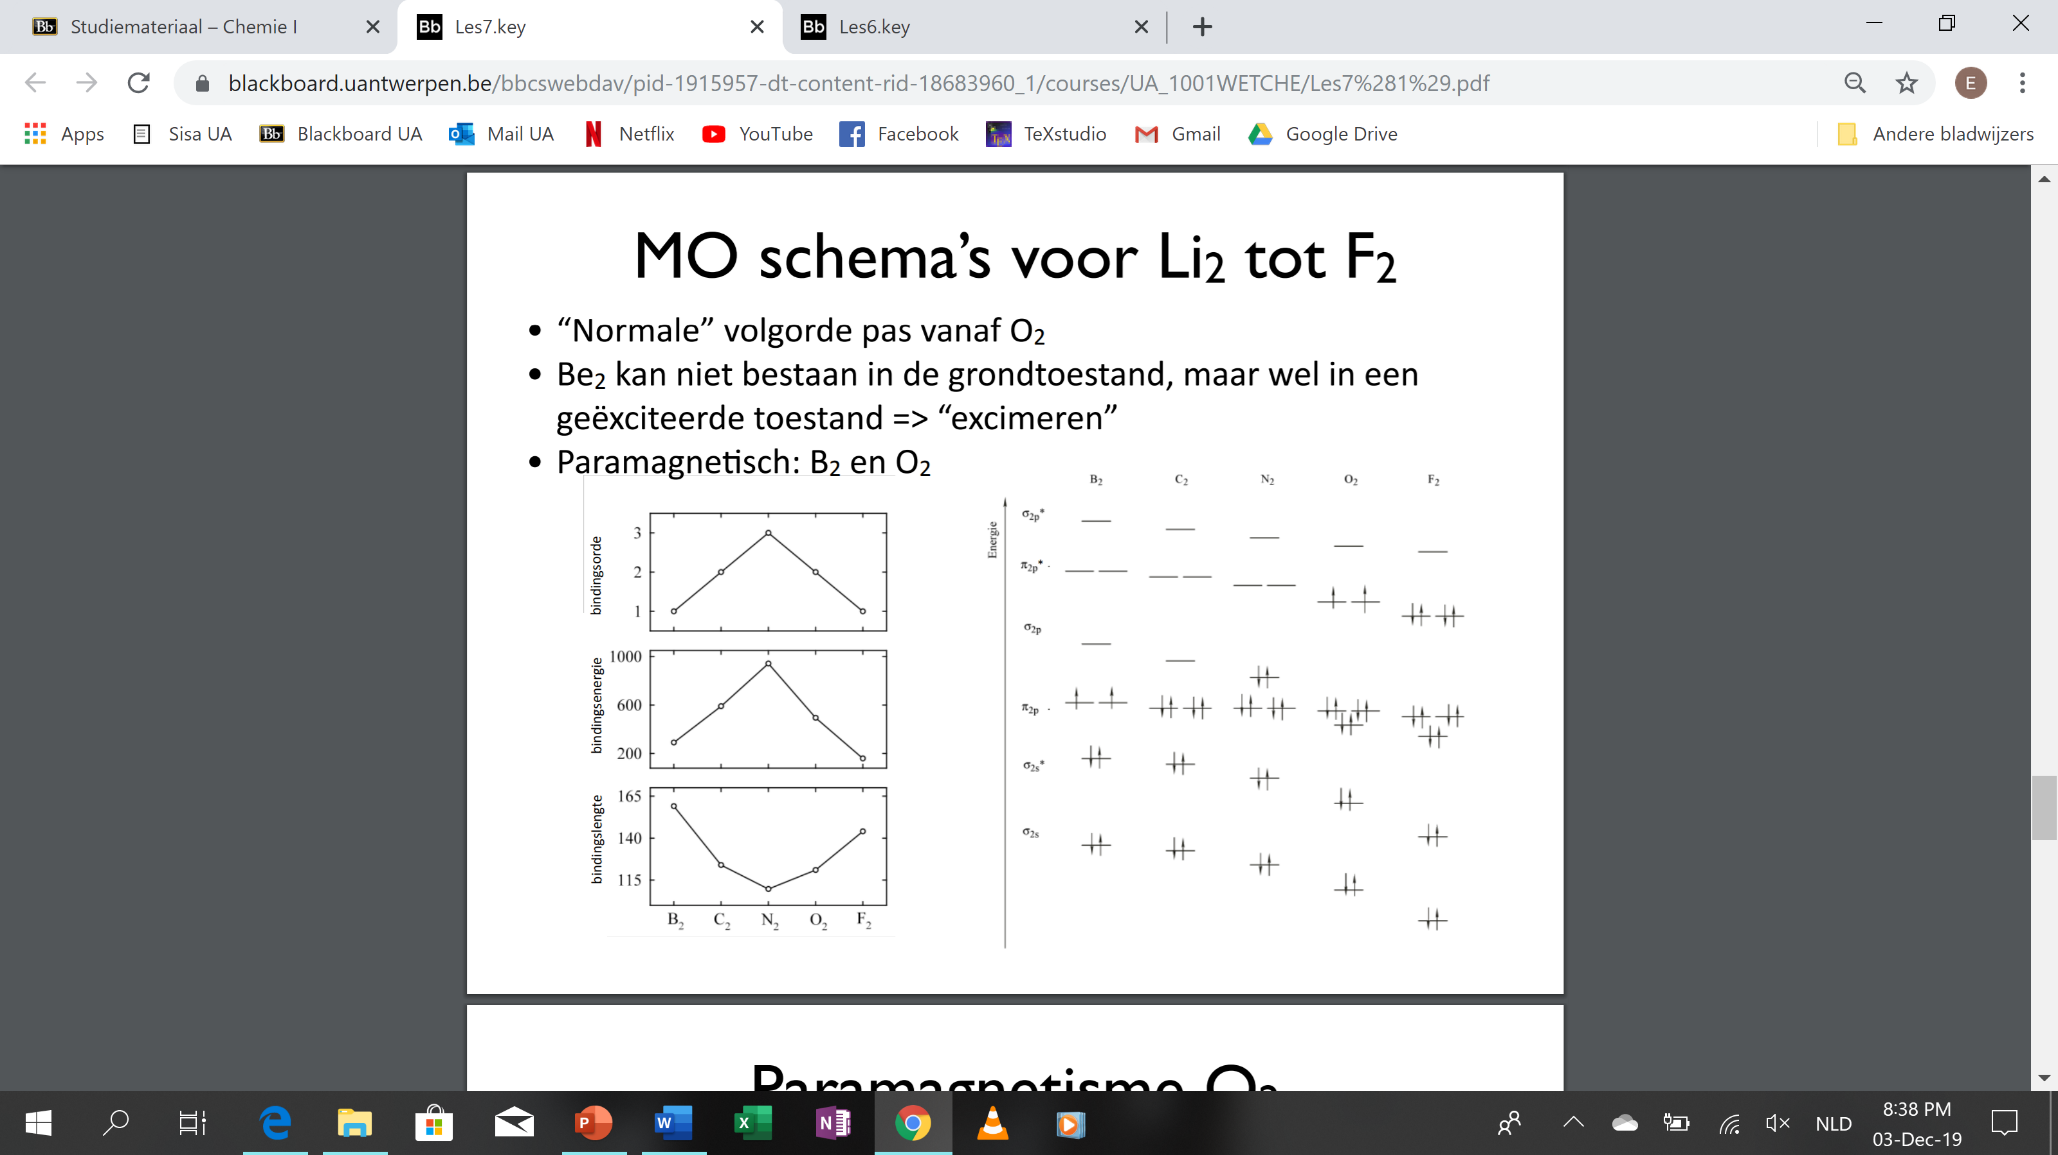 Studiemateriaal – Chemie I
Les7.key
Les6.key
blackboard.uantwerpen.be/bbcswebdav/pid-1915957-dt-content-rid-18683960_1/courses/UA_1001WETCHE/Les7%281%29.pdf
E
Apps
Sisa UA
Blackboard UA
Mail UA
Netflix
YouTube
Facebook
TeXstudio
Gmail
Google Drive
Andere bladwijzers
MO schema’s voor Li₂ tot F₂
• “Normale” volgorde pas vanaf O₂
• Be₂ kan niet bestaan in de grondtoestand, maar wel in een
geëxciteerde toestand => “excimeren”
• Paramagnetisch: B₂ en O₂
bindingsorde
3
2
1
bindingsenergie
1000
600
200
bindingslengte
165
140
115
B₂ C₂ N₂ O₂ F₂
B₂ C₂ N₂ O₂ F₂
Energie
σ₂p*
π₂p*
σ₂p
π₂p
σ₂s*
σ₂s
Paramagnetisme O₂
NLD
8:38 PM
03-Dec-19